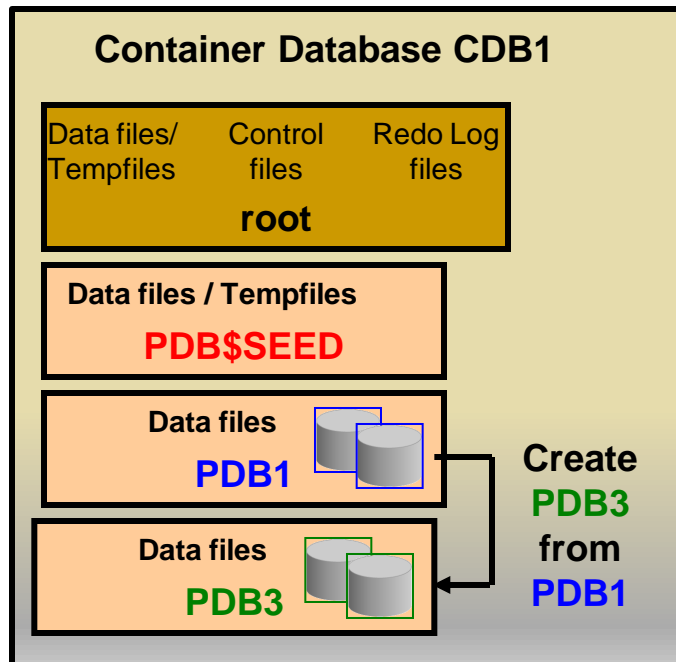 Container Database CDB1
Data files/
Tempfiles
Control
files
Redo Log
files
root
Data files / Tempfiles
PDB$SEED
Data files
PDB1
Data files
PDB3
Create
PDB3
from
PDB1